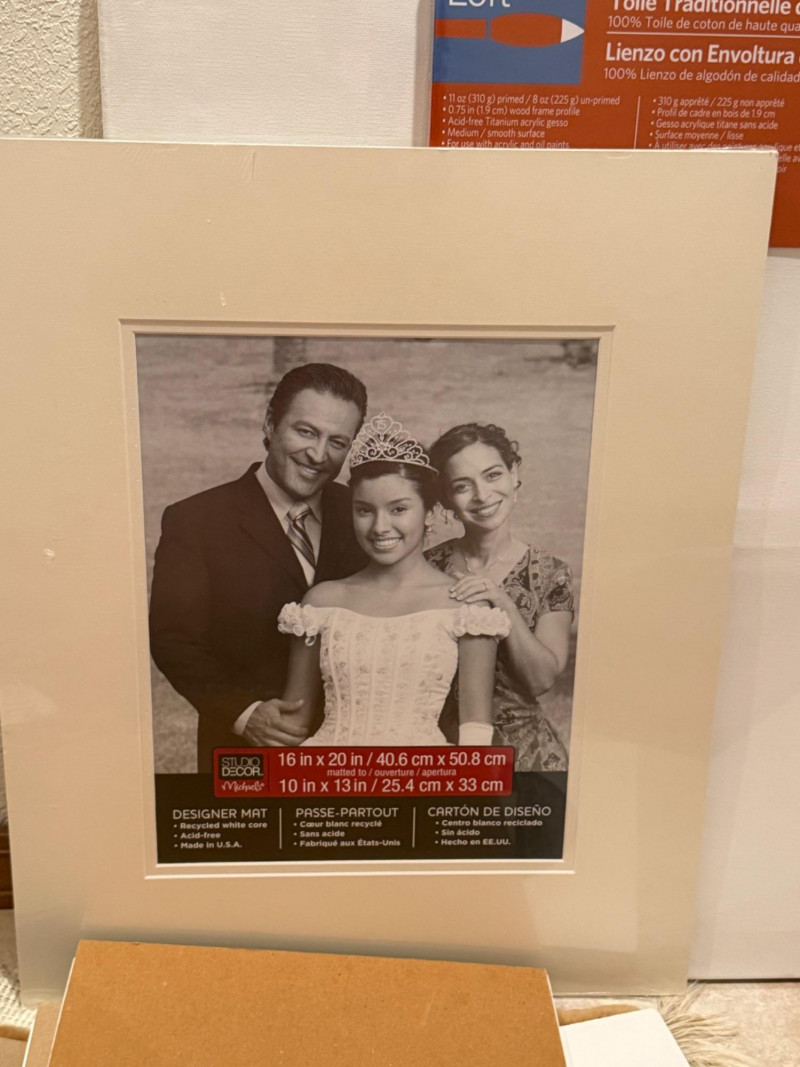 Loft
Toile Traditionnelle
100% Toile de coton de haute
Lienzo con Envoltura
100% Lienzo de algodón de calidad
• 11 oz (310 g) primed / 8 oz (225 g) un-primed
• 0.75 in (1.9 cm) wood frame profile
• Acid-free Titanium acrylic gesso
• Medium / smooth surface
• For use with acrylic and oil paints
• 310 g apprêté / 225 g non apprêté
• Profil de cadre en bois de 1.9 cm
• Gesso acrylique titane sans acide
• Surface moyenne / lisse
• À utiliser avec des
15
STUDIO
DECOR
Michaels
16 in x 20 in / 40.6 cm x 50.8 cm
matted to / ouverture / apertura
10 in x 13 in / 25.4 cm x 33 cm
DESIGNER MAT
• Recycled white core
• Acid-free
• Made in U.S.A.
PASSE-PARTOUT
• Cœur blanc recyclé
• Sans acide
• Fabriqué aux États-Unis
CARTÓN DE DISEÑO
• Centro blanco reciclado
• Sin ácido
• Hecho en EE.UU.